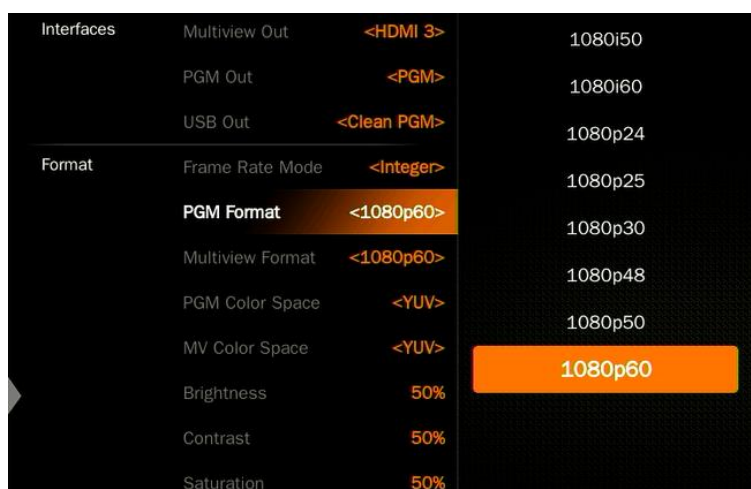 Interfaces Multiview Out <HDMI 3>
PGM Out <PGM>
USB Out <Clean PGM>
Format Frame Rate Mode <Integer>
PGM Format <1080p60>
Multiview Format <1080p60>
PGM Color Space <YUV>
MV Color Space <YUV>
Brightness 50%
Contrast 50%
Saturation 50%
1080i50
1080i60
1080p24
1080p25
1080p30
1080p48
1080p50
1080p60